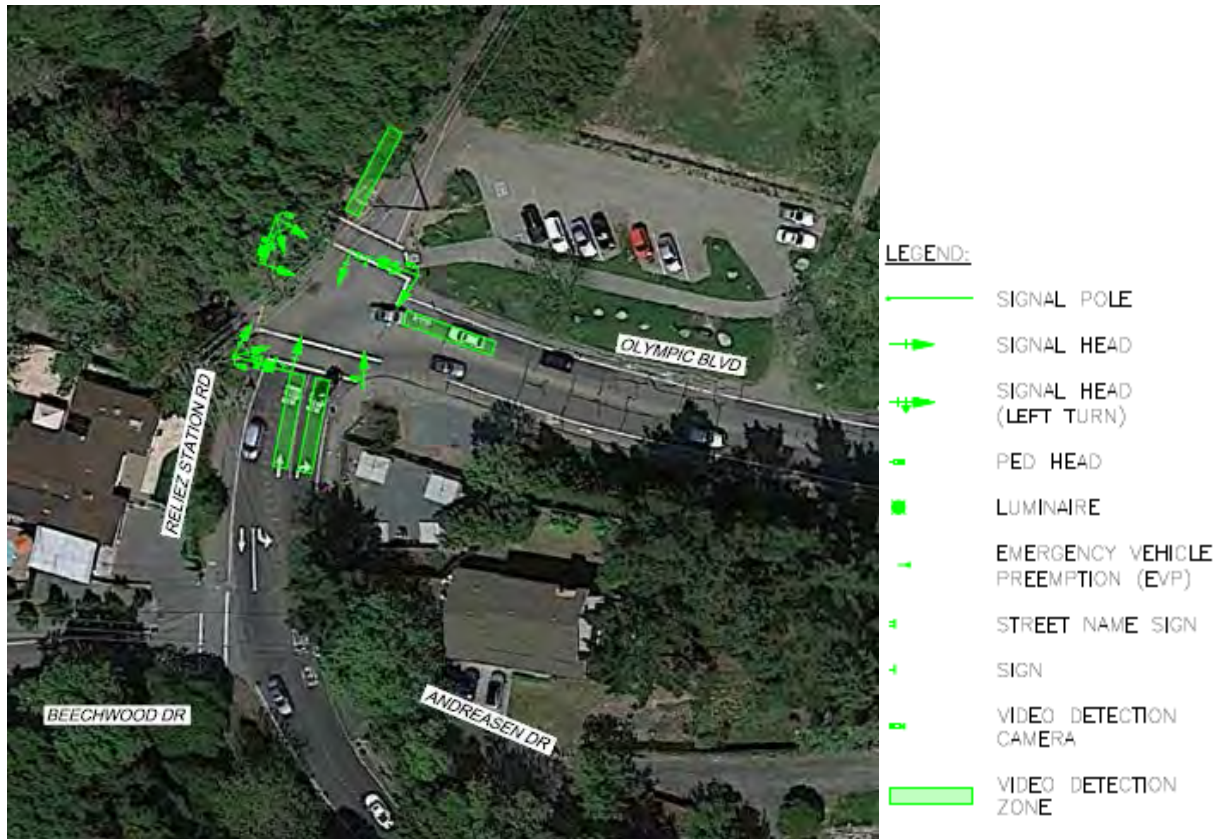 OLYMPIC BLVD
RELIEZ STATION RD
BEECHWOOD DR
ANDREASEN DR
LEGEND:
SIGNAL POLE
SIGNAL HEAD
SIGNAL HEAD
(LEFT TURN)
PED HEAD
LUMINAIRE
EMERGENCY VEHICLE
PREEMPTION (EVP)
STREET NAME SIGN
SIGN
VIDEO DETECTION
CAMERA
VIDEO DETECTION
ZONE